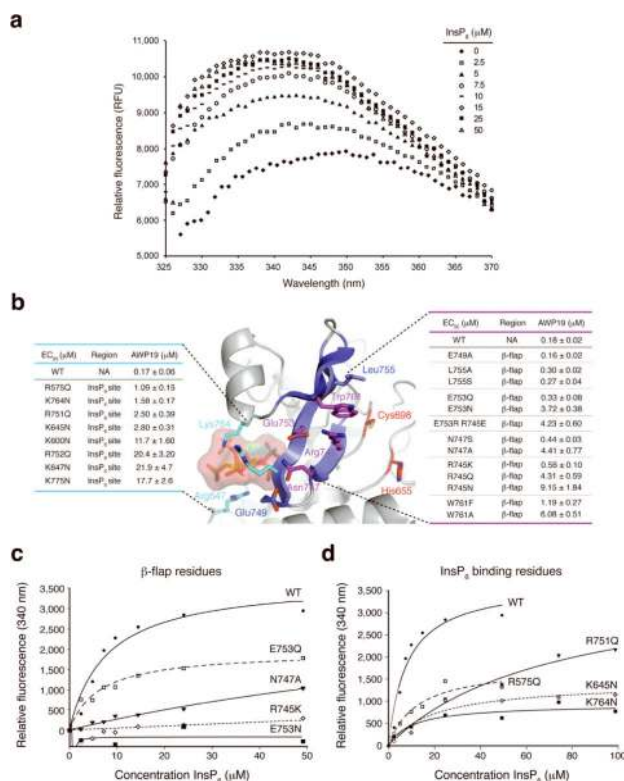 a
InsP6 (μM)
0
2.5
5
7.5
10
15
25
50
11,000
10,000
9,000
8,000
7,000
6,000
5,000
Relative fluorescence (RFU)
325 330 335 340 345 350 355 360 365 370
Wavelength (nm)
b
EC50 (μM) Region AWP19 (μM)
WT NA 0.17 ± 0.06
R575Q InsP6 site 1.09 ± 0.15
K764N InsP6 site 1.58 ± 0.17
R751Q InsP6 site 2.50 ± 0.39
K645N InsP6 site 2.80 ± 0.31
K600N InsP6 site 11.7 ± 1.60
R752Q InsP6 site 20.4 ± 3.20
K647N InsP6 site 21.9 ± 4.7
K775N InsP6 site 17.7 ± 2.6
Leu755
Trp761
Lys764
Glu753
Cys698
Asn747
His655
Glu749
EC50 (μM) Region AWP19 (μM)
WT NA 0.18 ± 0.02
E749A β-flap 0.16 ± 0.02
L755A β-flap 0.30 ± 0.02
L755S β-flap 0.27 ± 0.04
E753Q β-flap 0.33 ± 0.08
E753N β-flap 3.72 ± 0.38
E753R R745E β-flap 4.23 ± 0.60
N747S β-flap 0.44 ± 0.03
N747A β-flap 4.41 ± 0.77
R745K β-flap 0.58 ± 0.10
R745Q β-flap 4.31 ± 0.59
R745N β-flap 9.15 ± 1.84
W761F β-flap 1.19 ± 0.27
W761A β-flap 6.08 ± 0.51
c
β-flap residues
3,500
3,000
2,500
2,000
1,500
1,000
500
0
Relative fluorescence (340 nm)
WT
E753Q
N747A
R745K
E753N
0 10 20 30 40 50
Concentration InsP6 (μM)
d
InsP6 binding residues
3,500
3,000
2,500
2,000
1,500
1,000
500
0
Relative fluorescence (340 nm)
WT
R751Q
R575Q
K645N
K764N
0 20 40 60 80 100
Concentration InsP6 (μM)